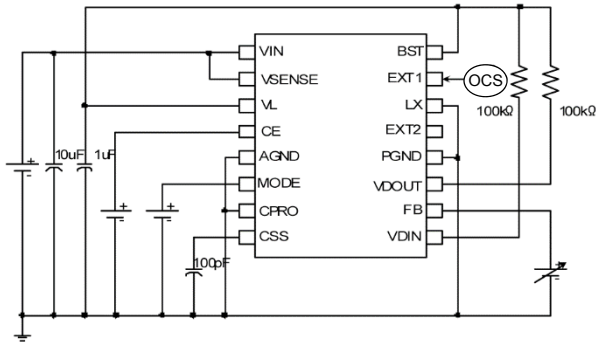 VIN
VSENSE
VL
CE
AGND
MODE
CPRO
CSS
BST
EXT1
LX
EXT2
PGND
VDOUT
FB
VDIN
OCS
100kΩ
100kΩ
10uF
1uF
100pF
+
-
+
-
+
-
+
-